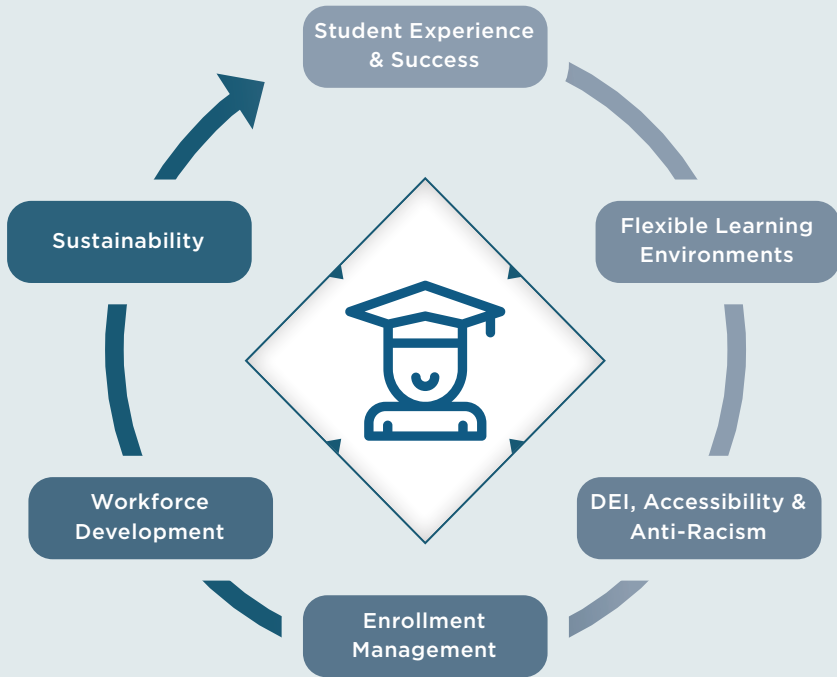 Student Experience
& Success
Flexible Learning
Environments
DEI, Accessibility &
Anti-Racism
Enrollment
Management
Workforce
Development
Sustainability